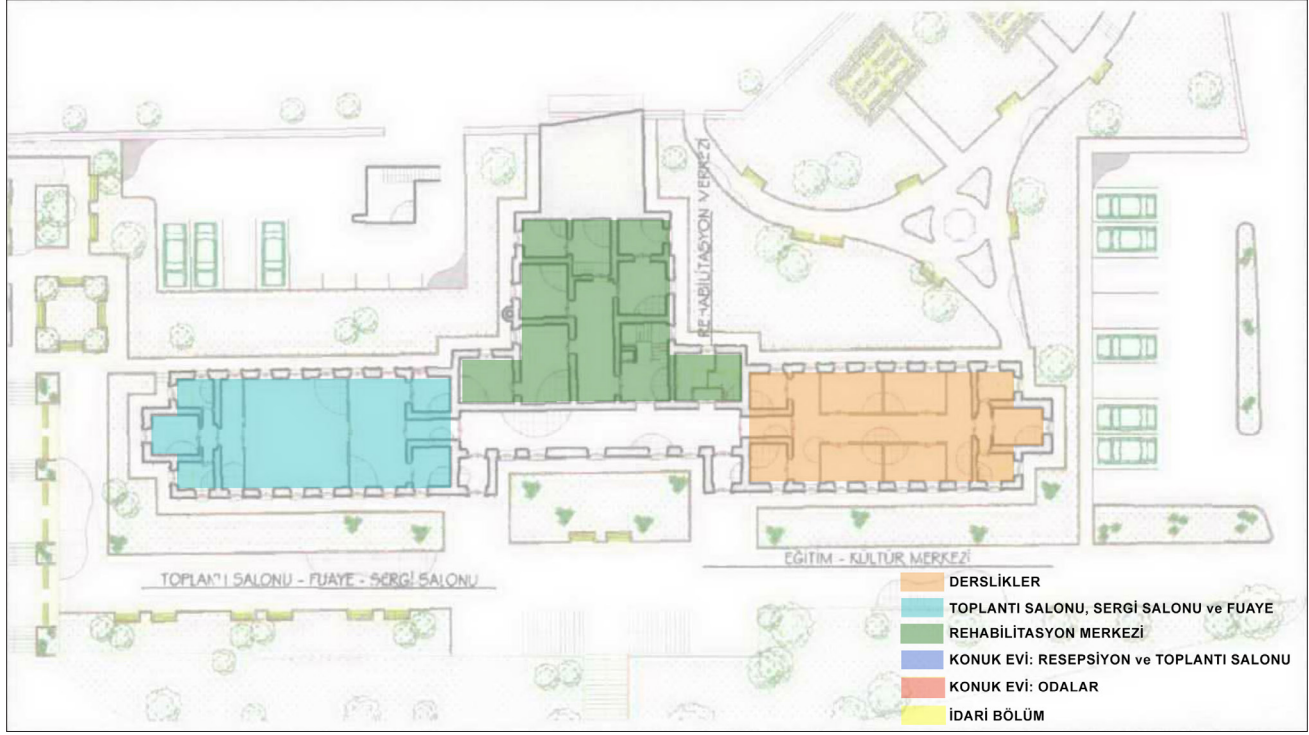 REHABİLİTASYON VERKEZİ
EĞİTİM - KÜLTÜR MERKEZİ
TOPLANTI SALONU - FUAYE - SERGİ SALONU
DERSLİKLER
TOPLANTI SALONU, SERGİ SALONU ve FUAYE
REHABİLİTASYON MERKEZİ
KONUK EVİ: RESEPSİYON ve TOPLANTI SALONU
KONUK EVİ: ODALAR
İDARİ BÖLÜM